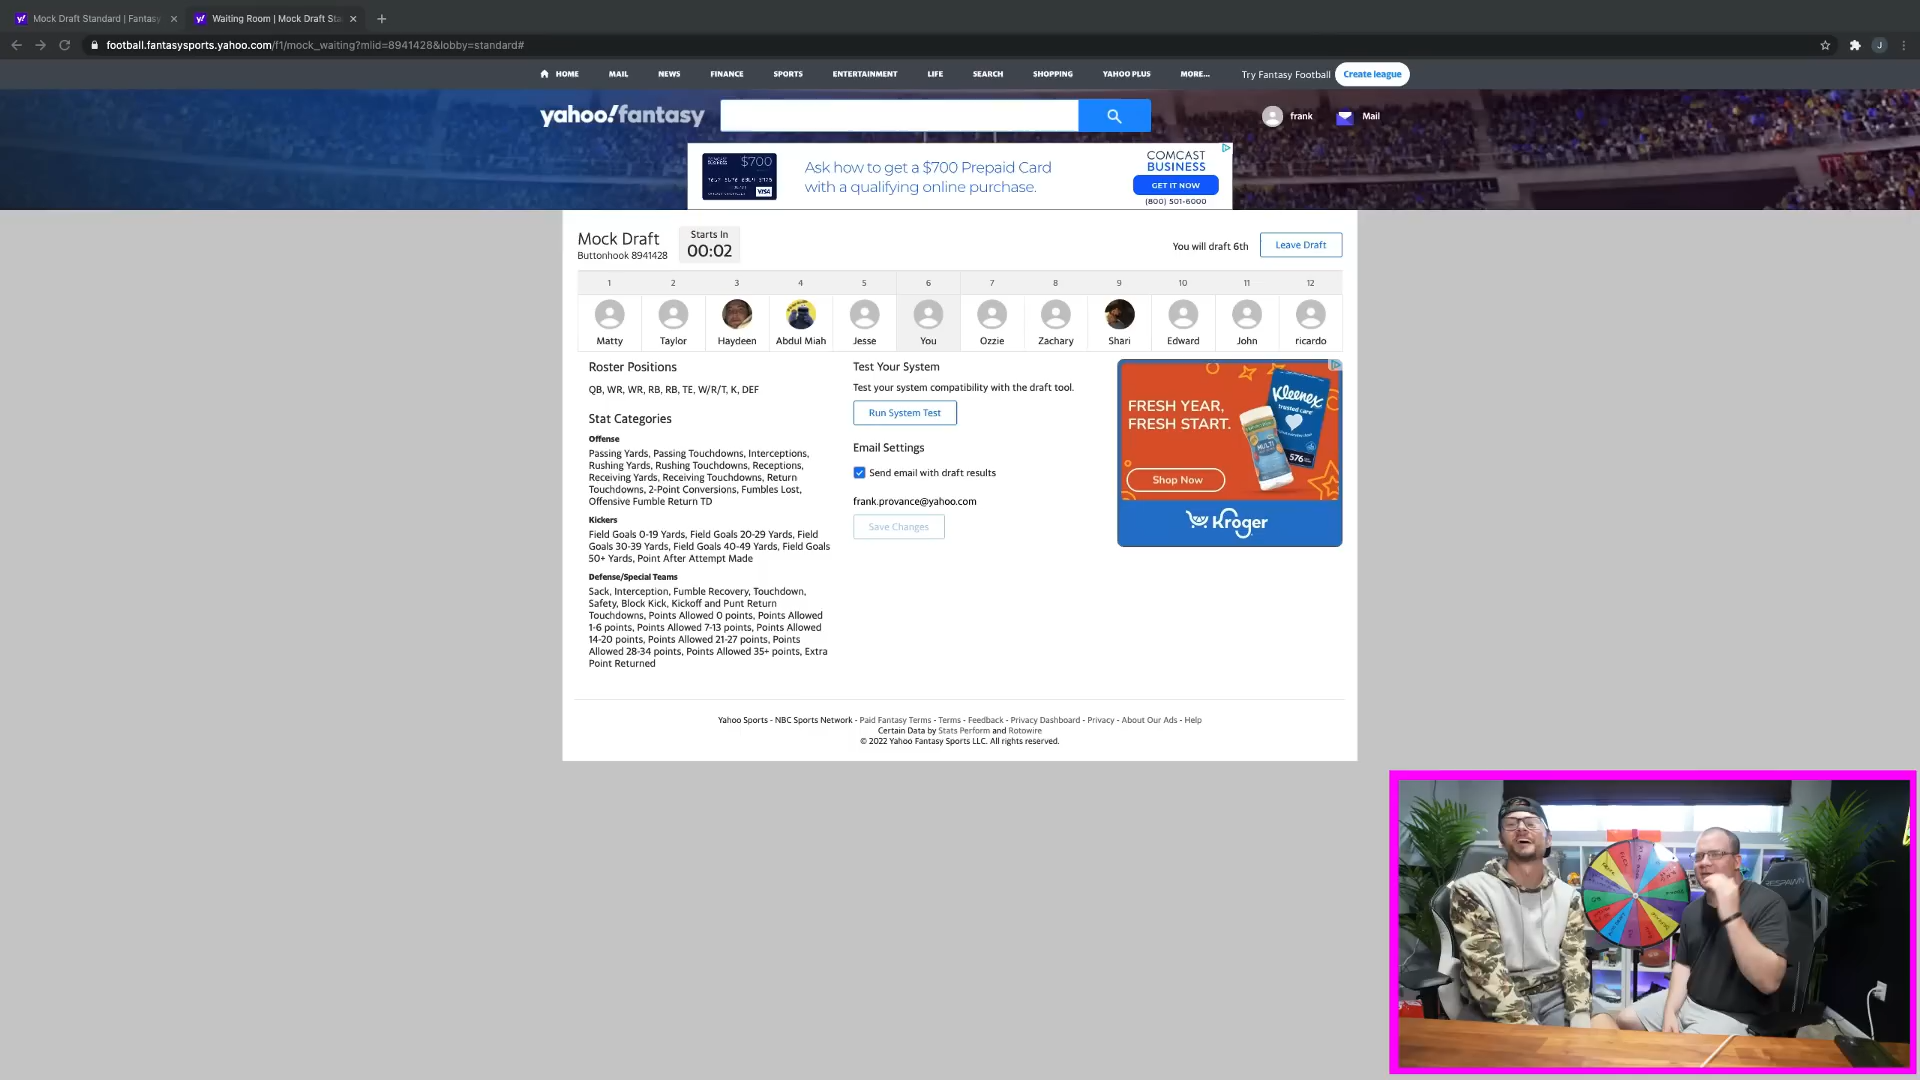 Mock Draft Standard | Fantasy
Waiting Room | Mock Draft Sta
football.fantasysports.yahoo.com/f1/mock_waiting?mlid=8941428&lobby=standard#
J
HOME MAIL NEWS FINANCE SPORTS ENTERTAINMENT LIFE SEARCH SHOPPING YAHOO PLUS MORE... Try Fantasy Football Create league
yahoo!fantasy
frank Mail
$700
VISA
Ask how to get a $700 Prepaid Card
with a qualifying online purchase.
COMCAST
BUSINESS
GET IT NOW
(800) 501-6000
Mock Draft
Buttonhook 8941428
Starts In
00:02
You will draft 6th Leave Draft
1 2 3 4 5 6 7 8 9 10 11 12
Matty Taylor Haydeen Abdul Miah Jesse You Ozzie Zachary Shari Edward John ricardo
Roster Positions
QB, WR, WR, RB, RB, TE, W/R/T, K, DEF
Stat Categories
Offense
Passing Yards, Passing Touchdowns, Interceptions,
Rushing Yards, Rushing Touchdowns, Receptions,
Receiving Yards, Receiving Touchdowns, Return
Touchdowns, 2-Point Conversions, Fumbles Lost,
Offensive Fumble Return TD
Kickers
Field Goals 0-19 Yards, Field Goals 20-29 Yards, Field
Goals 30-39 Yards, Field Goals 40-49 Yards, Field Goals
50+ Yards, Point After Attempt Made
Defense/Special Teams
Sack, Interception, Fumble Recovery, Touchdown,
Safety, Block Kick, Kickoff and Punt Return
Touchdowns, Points Allowed 0 points, Points Allowed
1-6 points, Points Allowed 7-13 points, Points Allowed
14-20 points, Points Allowed 21-27 points, Points
Allowed 28-34 points, Points Allowed 35+ points, Extra
Point Returned
Test Your System
Test your system compatibility with the draft tool.
Run System Test
Email Settings
Send email with draft results
frank.provance@yahoo.com
Save Changes
FRESH YEAR,
FRESH START.
Shop Now
Kleenex
trusted care
576
MULTI
Kroger
Yahoo Sports - NBC Sports Network - Paid Fantasy Terms - Terms - Feedback - Privacy Dashboard - Privacy - About Our Ads - Help
Certain Data by Stats Perform and Rotowire
© 2022 Yahoo Fantasy Sports LLC. All rights reserved.
RESPAWN